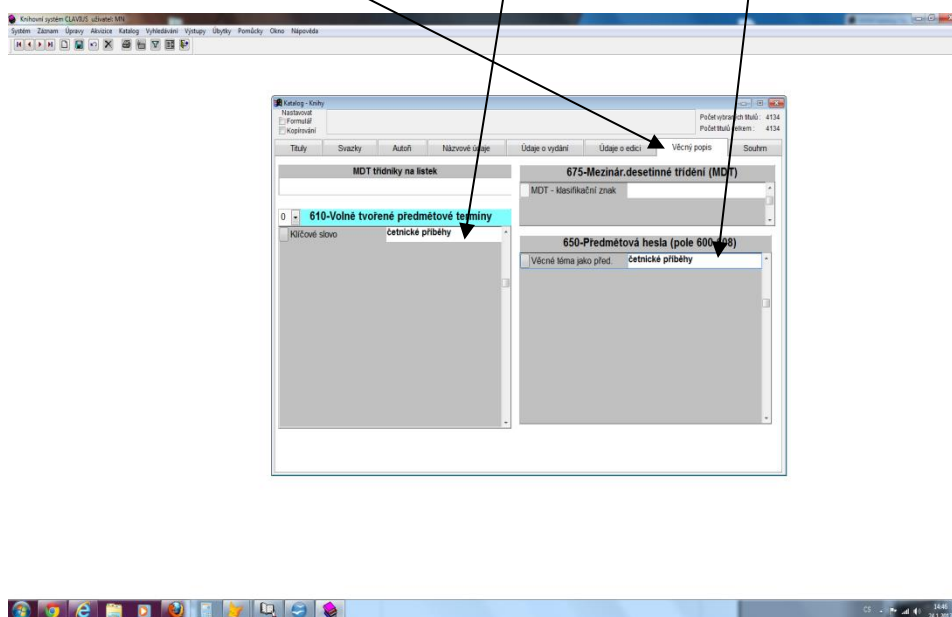 Knihovní systém CLAVIUS uživatel: MN
Systém Záznam Úpravy Akvizice Katalog Vyhledávání Výstupy Úbytky Pomůcky Okno Nápověda
Katalog - Knihy
Nastavovat
Formulář
Kopírování
Počet vybraných titulů: 4134
Počet titulů celkem: 4134
Tituly Svazky Autoři Názvové údaje Údaje o vydání Údaje o edici Věcný popis Souhrn
MDT třídníky na lístek
675-Mezinár.desetinné třídění (MDT)
MDT - klasifikační znak
0 610-Volně tvořené předmětové termíny
Klíčové slovo četnické příběhy
650-Předmětová hesla (pole 600-608)
Věcné téma jako před. četnické příběhy
CS 14:46